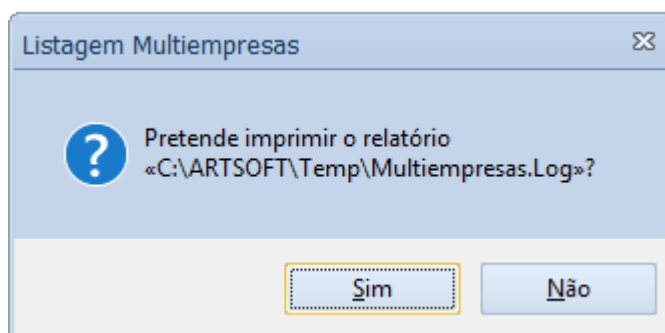 Listagem Multiempresas
Pretende imprimir o relatório
«C:\ARTSOFT\Temp\Multiempresas.Log»?
Sim
Não